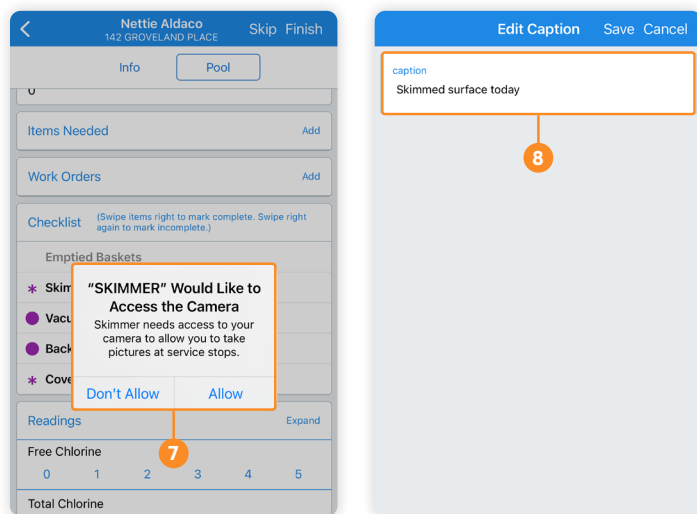 Nettie Aldaco
142 GROVELAND PLACE
Skip Finish
Info Pool
0
Items Needed Add
Work Orders Add
Checklist (Swipe items right to mark complete. Swipe right
again to mark incomplete.)
Emptied Baskets
* Skim
Vacu
Back
* Cove
"SKIMMER" Would Like to
Access the Camera
Skimmer needs access to your
camera to allow you to take
pictures at service stops.
Don't Allow Allow
Readings Expand
7
Free Chlorine
0 1 2 3 4 5
Total Chlorine
Edit Caption Save Cancel
caption
Skimmed surface today
8